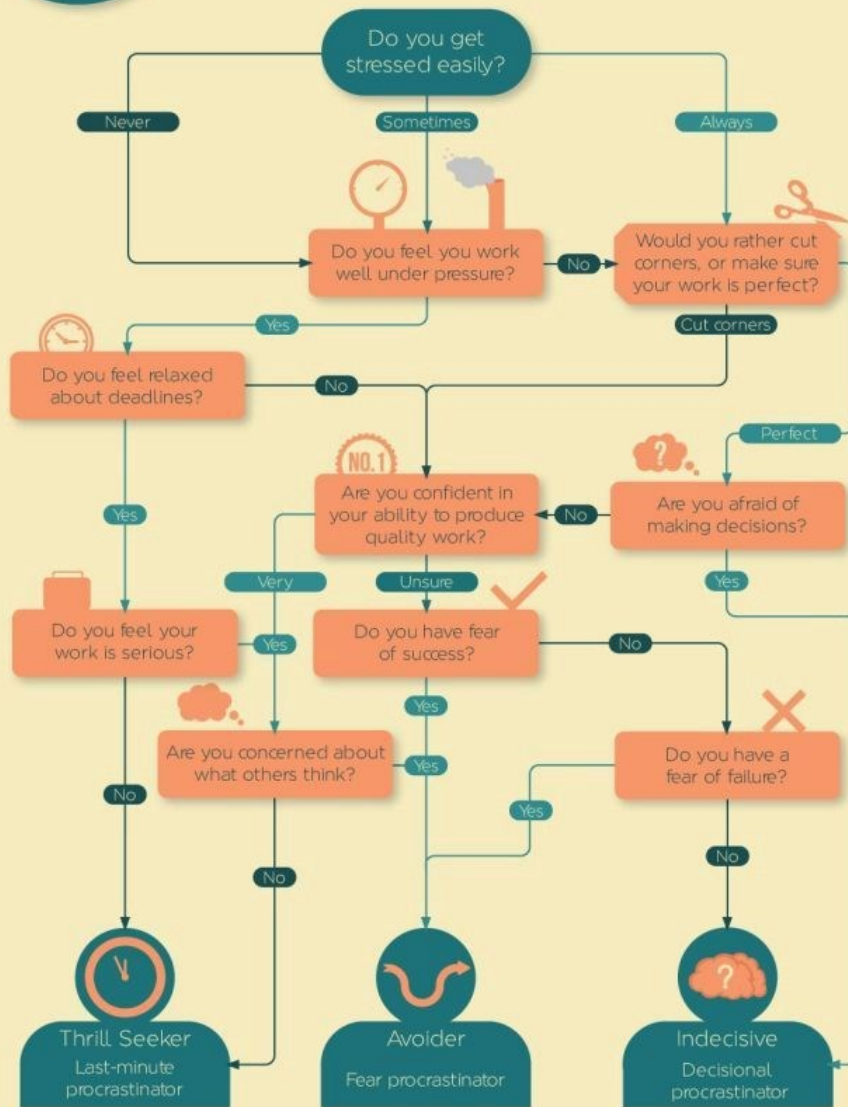 Do you get
stressed easily?
Never
Sometimes
Always
Do you feel you work
well under pressure?
No
Would you rather cut
corners, or make sure
your work is perfect?
Yes
Cut corners
Do you feel relaxed
about deadlines?
No
Perfect
?
NO.1
Are you confident in
your ability to produce
quality work?
No
Are you afraid of
making decisions?
Yes
Very
Unsure
Yes
Do you feel your
work is serious?
Yes
Do you have fear
of success?
No
Yes
Are you concerned about
what others think?
Yes
Do you have a
fear of failure?
No
Yes
No
No
?
Thrill Seeker
Last-minute
procrastinator
Avoider
Fear procrastinator
Indecisive
Decisional
procrastinator